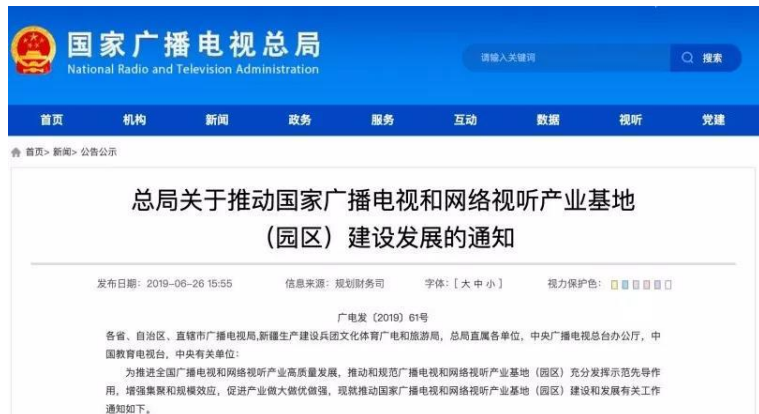 国家广播电视总局
National Radio and Television Administration
请输入关键词
搜索
首页 机构 新闻 政务 服务 互动 数据 视听 党建
首页> 新闻> 公告公示
总局关于推动国家广播电视和网络视听产业基地
（园区）建设发展的通知
发布日期：2019-06-26 15:55 信息来源：规划财务司 字体：[ 大 中 小 ] 视力保护色：
广电发〔2019〕61号
各省、自治区、直辖市广播电视局,新疆生产建设兵团文化体育广电和旅游局，总局直属各单位，中央广播电视总台办公厅，中
国教育电视台，中央有关单位：
为推进全国广播电视和网络视听产业高质量发展，推动和规范广播电视和网络视听产业基地（园区）充分发挥示范先导作
用，增强集聚和规模效应，促进产业做大做优做强，现就推动国家广播电视和网络视听产业基地（园区）建设和发展有关工作
通知如下。